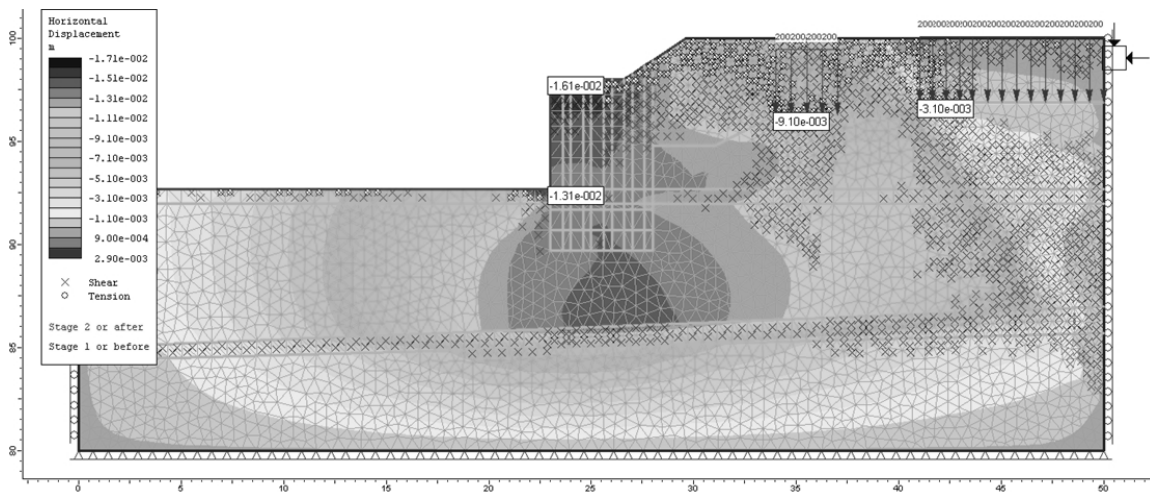 Horizontal
Displacement
m
-1.71e-002
-1.51e-002
-1.31e-002
-1.11e-002
-9.10e-003
-7.10e-003
-5.10e-003
-3.10e-003
-1.10e-003
9.00e-004
2.90e-003
Shear
Tension
Stage 2 or after
Stage 1 or before
-1.61e-002
-1.31e-002
200200200200
-9.10e-003
-3.10e-003
100
95
90
85
80
0 5 10 15 20 25 30 35 40 45 50